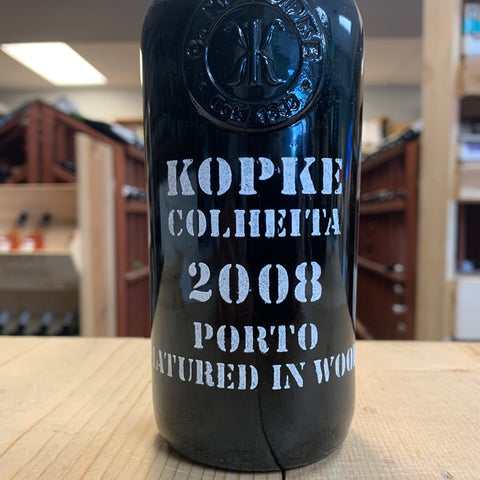 KOPKE
COLHEITA
2008
PORTO
ATURED IN WOO